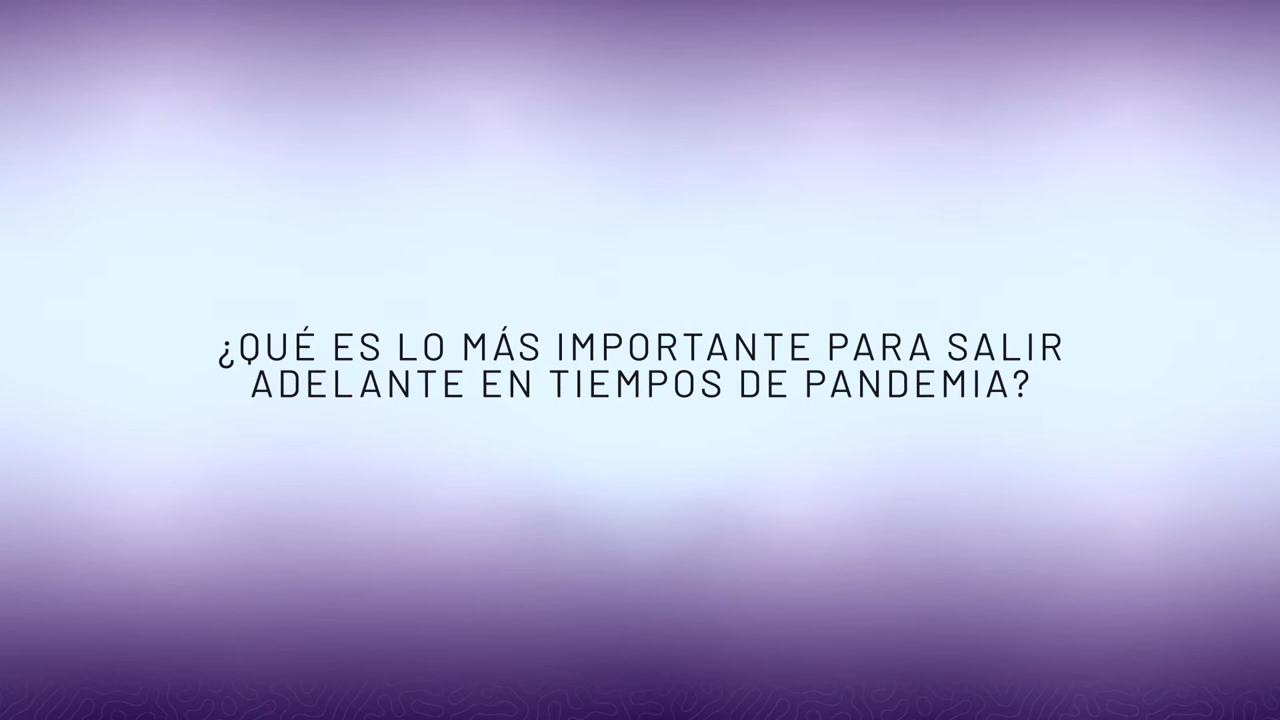 ¿QUÉ ES LO MÁS IMPORTANTE PARA SALIR
ADELANTE EN TIEMPOS DE PANDEMIA?